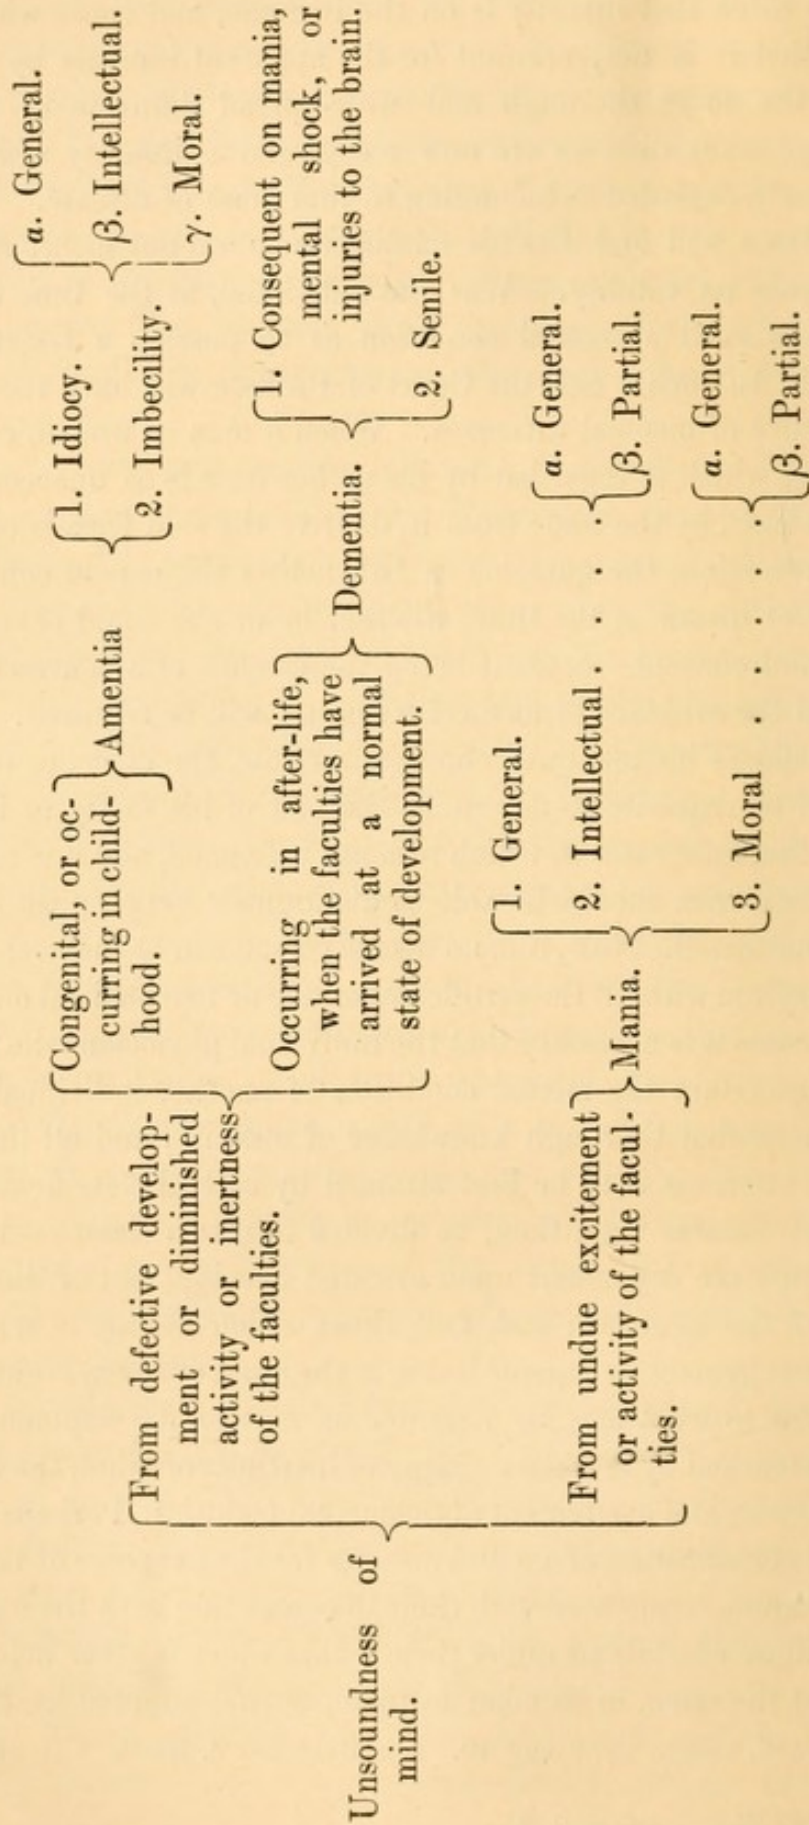 Unsoundness of
mind.
From defective develop-
ment or diminished
activity or inertness
of the faculties.
Congenital, or oc-
curring in child-
hood.
Amentia
1. Idiocy.
2. Imbecility.
α. General.
β. Intellectual.
γ. Moral.
Occurring in after-life,
when the faculties have
arrived at a normal
state of development.
Dementia.
1. Consequent on mania,
mental shock, or
injuries to the brain.
2. Senile.
From undue excitement
or activity of the facul-
ties.
Mania.
1. General.
2. Intellectual . . . .
α. General.
β. Partial.
3. Moral . . . . .
α. General.
β. Partial.